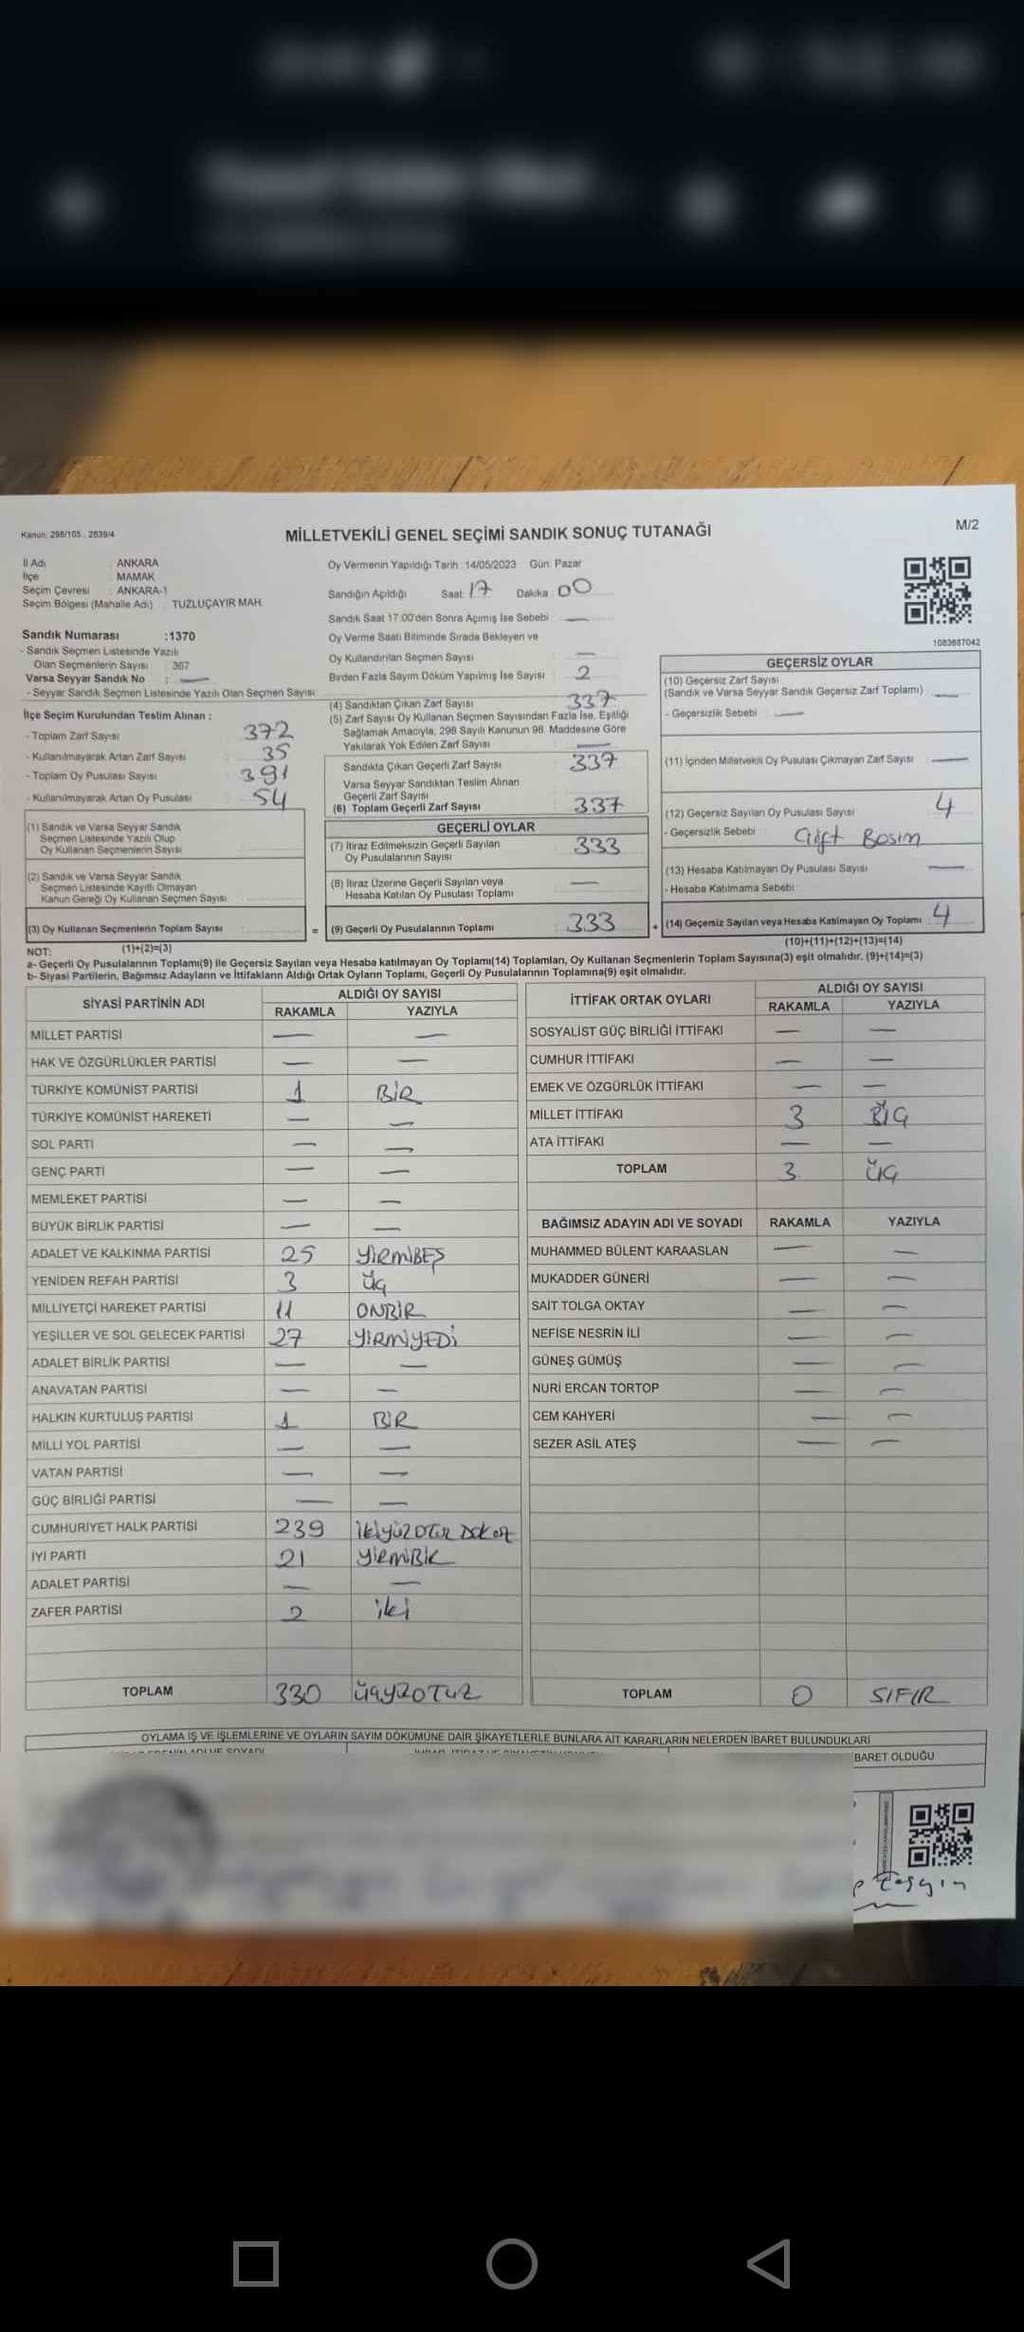 Kanun: 298/105 , 2839/4
MİLLETVEKİLİ GENEL SEÇİMİ SANDIK SONUÇ TUTANAĞI
M/2
İl Adı : ANKARA
İlçe : MAMAK
Seçim Çevresi : ANKARA-1
Seçim Bölgesi (Mahalle Adı) : TUZLUÇAYIR MAH.
Oy Vermenin Yapıldığı Tarih : 14/05/2023 Gün: Pazar
Sandığın Açıldığı Saat: 17 Dakika: 00
Sandık Saat 17:00'den Sonra Açımış İse Sebebi : —
Oy Verme Saati Bitiminde Sırada Bekleyen ve
Oy Kullandırılan Seçmen Sayısı —
Birden Fazla Sayım Döküm Yapılmış İse Sayısı 2
1083887042
Sandık Numarası :1370
- Sandık Seçmen Listesinde Yazılı
Olan Seçmenlerin Sayısı : 367
Varsa Seyyar Sandık No : —
- Seyyar Sandık Seçmen Listesinde Yazılı Olan Seçmen Sayısı
İlçe Seçim Kurulundan Teslim Alınan :
- Toplam Zarf Sayısı 372
- Kullanılmayarak Artan Zarf Sayısı 35
- Toplam Oy Pusulası Sayısı 391
- Kullanılmayarak Artan Oy Pusulası 54
(1) Sandık ve Varsa Seyyar Sandık
Seçmen Listesinde Yazılı Olup
Oy Kullanan Seçmenlerin Sayısı
(2) Sandık ve Varsa Seyyar Sandık
Seçmen Listesinde Kayıtlı Olmayan
Kanun Gereği Oy Kullanan Seçmen Sayısı
(3) Oy Kullanan Seçmenlerin Toplam Sayısı =
(4) Sandıktan Çıkan Zarf Sayısı 337
(5) Zarf Sayısı Oy Kullanan Seçmen Sayısından Fazla İse, Eşitliği
Sağlamak Amacıyla, 298 Sayılı Kanunun 98. Maddesine Göre
Yakılarak Yok Edilen Zarf Sayısı —
Sandıkta Çıkan Geçerli Zarf Sayısı 337
Varsa Seyyar Sandıktan Teslim Alınan
Geçerli Zarf Sayısı
(6) Toplam Geçerli Zarf Sayısı 337
GEÇERLİ OYLAR
(7) İtiraz Edilmeksizin Geçerli Sayılan
Oy Pusulalarının Sayısı 333
(8) İtiraz Üzerine Geçerli Sayılan veya
Hesaba Katılan Oy Pusulası Toplamı —
(9) Geçerli Oy Pusulalarının Toplamı 333
GEÇERSİZ OYLAR
(10) Geçersiz Zarf Sayısı
(Sandık ve Varsa Seyyar Sandık Geçersiz Zarf Toplamı) —
- Geçersizlik Sebebi : —
(11) İçinden Milletvekili Oy Pusulası Çıkmayan Zarf Sayısı —
(12) Geçersiz Sayılan Oy Pusulası Sayısı 4
- Geçersizlik Sebebi : Çift Basım
(13) Hesaba Katılmayan Oy Pusulası Sayısı —
- Hesaba Katılmama Sebebi :
(14) Geçersiz Sayılan veya Hesaba Katılmayan Oy Toplamı 4
NOT: (1)+(2)=(3) (10)+(11)+(12)+(13)=(14)
a- Geçerli Oy Pusulalarının Toplamı(9) ile Geçersiz Sayılan veya Hesaba katılmayan Oy Toplamı(14) Toplamları, Oy Kullanan Seçmenlerin Toplam Sayısına(3) eşit olmalıdır. (9)+(14)=(3)
b- Siyasi Partilerin, Bağımsız Adayların ve İttifakların Aldığı Ortak Oyların Toplamı, Geçerli Oy Pusulalarının Toplamına(9) eşit olmalıdır.
SİYASİ PARTİNİN ADI ALDIĞI OY SAYISI
RAKAMLA YAZIYLA
MİLLET PARTİSİ — —
HAK VE ÖZGÜRLÜKLER PARTİSİ — —
TÜRKİYE KOMÜNİST PARTİSİ 1 BİR
TÜRKİYE KOMÜNİST HAREKETİ — —
SOL PARTİ — —
GENÇ PARTİ — —
MEMLEKET PARTİSİ — —
BÜYÜK BİRLİK PARTİSİ — —
ADALET VE KALKINMA PARTİSİ 25 YİRMİBEŞ
YENİDEN REFAH PARTİSİ 3 ÜÇ
MİLLİYETÇİ HAREKET PARTİSİ 11 ONBİR
YEŞİLLER VE SOL GELECEK PARTİSİ 27 YİRMİYEDİ
ADALET BİRLİK PARTİSİ — —
ANAVATAN PARTİSİ — —
HALKIN KURTULUŞ PARTİSİ 1 BİR
MİLLİ YOL PARTİSİ — —
VATAN PARTİSİ — —
GÜÇ BİRLİĞİ PARTİSİ — —
CUMHURİYET HALK PARTİSİ 239 İKİYÜZOTUZ DOKUZ
İYİ PARTİ 21 YİRMİBİR
ADALET PARTİSİ — —
ZAFER PARTİSİ 2 İKİ
TOPLAM 330 ÜÇYÜZOTUZ
İTTİFAK ORTAK OYLARI ALDIĞI OY SAYISI
RAKAMLA YAZIYLA
SOSYALİST GÜÇ BİRLİĞİ İTTİFAKI — —
CUMHUR İTTİFAKI — —
EMEK VE ÖZGÜRLÜK İTTİFAKI — —
MİLLET İTTİFAKI 3 ÜÇ
ATA İTTİFAKI — —
TOPLAM 3 ÜÇ
BAĞIMSIZ ADAYIN ADI VE SOYADI RAKAMLA YAZIYLA
MUHAMMED BÜLENT KARAASLAN — —
MUKADDER GÜNERİ — —
SAİT TOLGA OKTAY — —
NEFİSE NESRİN İLİ — —
GÜNEŞ GÜMÜŞ — —
NURİ ERCAN TORTOP — —
CEM KAHYERİ — —
SEZER ASİL ATEŞ — —
TOPLAM 0 SIFIR
OYLAMA İŞ VE İŞLEMLERİNE VE OYLARIN SAYIM DÖKÜMÜNE DAİR ŞİKAYETLERLE BUNLARA AİT KARARLARIN NELERDEN İBARET BULUNDUKLARI
BARET OLDUĞU